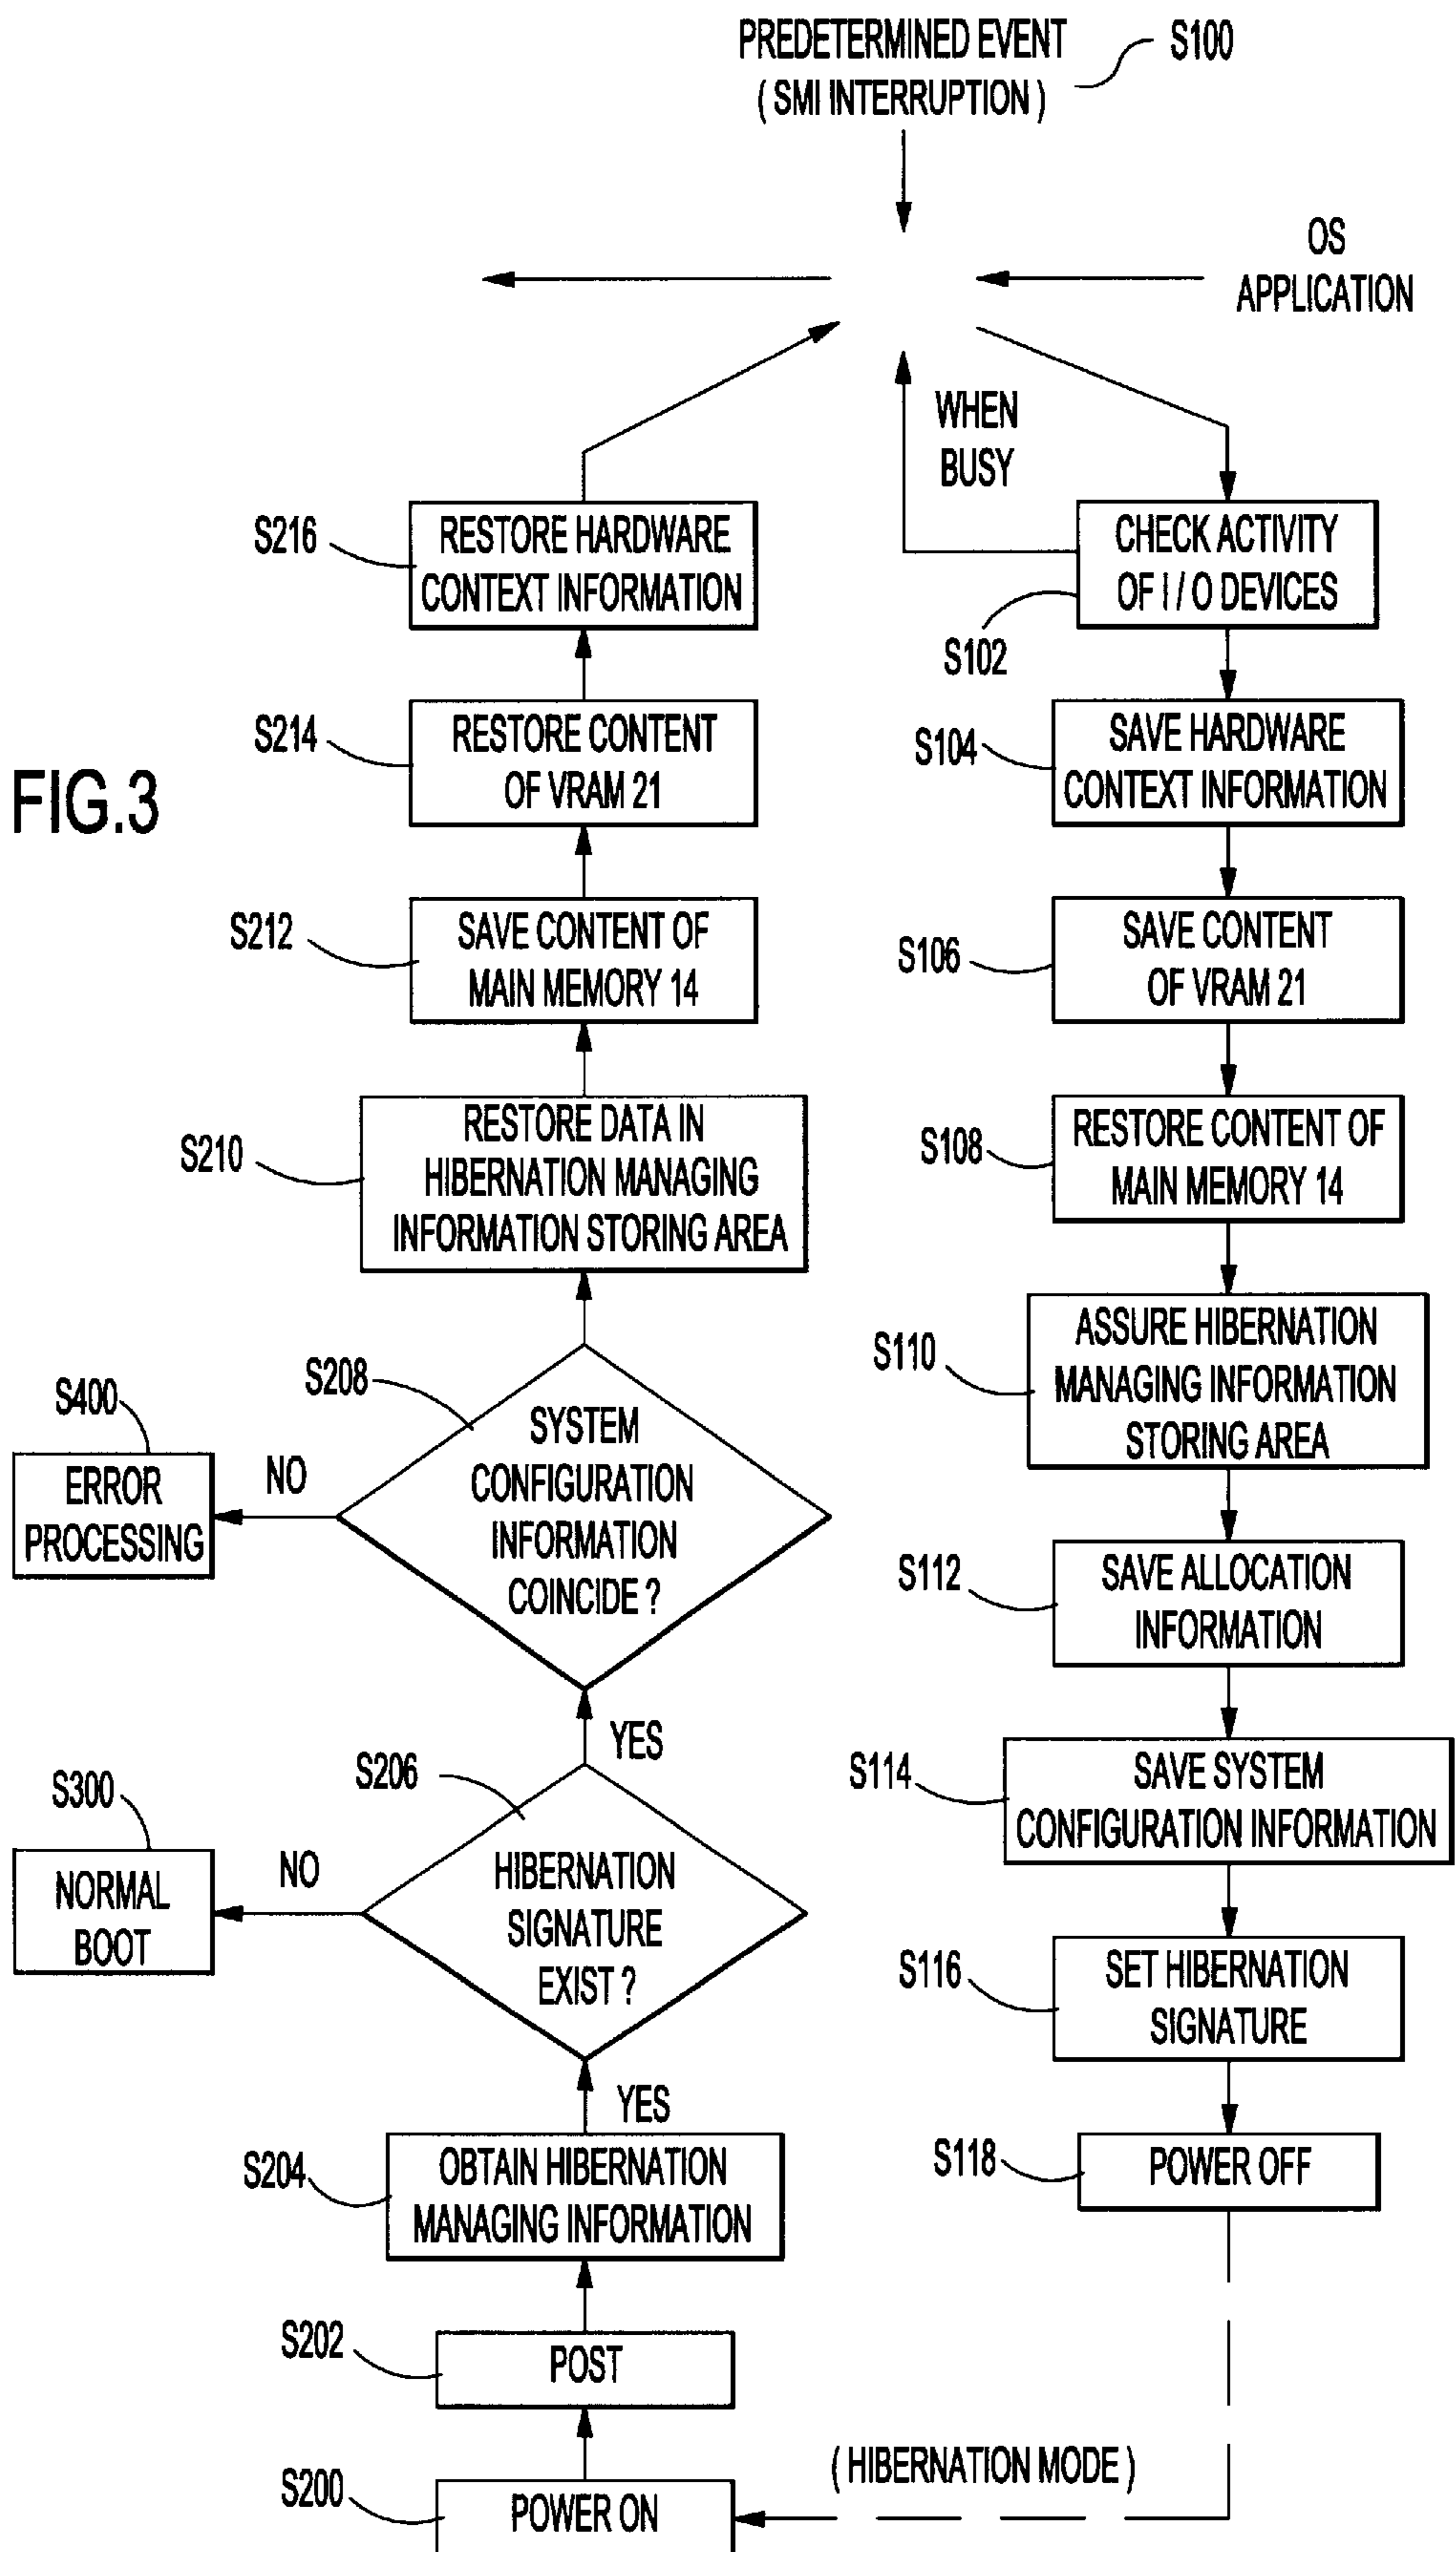 PREDETERMINED EVENT
( SMI INTERRUPTION )
S100
OS
APPLICATION
WHEN
BUSY
S216
RESTORE HARDWARE
CONTEXT INFORMATION
CHECK ACTIVITY
OF I / O DEVICES
S102
S214
RESTORE CONTENT
OF VRAM 21
S104
SAVE HARDWARE
CONTEXT INFORMATION
FIG.3
S212
SAVE CONTENT OF
MAIN MEMORY 14
S106
SAVE CONTENT
OF VRAM 21
S210
RESTORE DATA IN
HIBERNATION MANAGING
INFORMATION STORING AREA
S108
RESTORE CONTENT OF
MAIN MEMORY 14
S110
ASSURE HIBERNATION
MANAGING INFORMATION
STORING AREA
S208
SYSTEM
CONFIGURATION
INFORMATION
COINCIDE ?
S400
ERROR
PROCESSING
NO
S112
SAVE ALLOCATION
INFORMATION
YES
S114
SAVE SYSTEM
CONFIGURATION INFORMATION
S206
HIBERNATION
SIGNATURE
EXIST ?
S300
NORMAL
BOOT
NO
S116
SET HIBERNATION
SIGNATURE
YES
S204
OBTAIN HIBERNATION
MANAGING INFORMATION
S118
POWER OFF
S202
POST
S200
POWER ON
( HIBERNATION MODE )